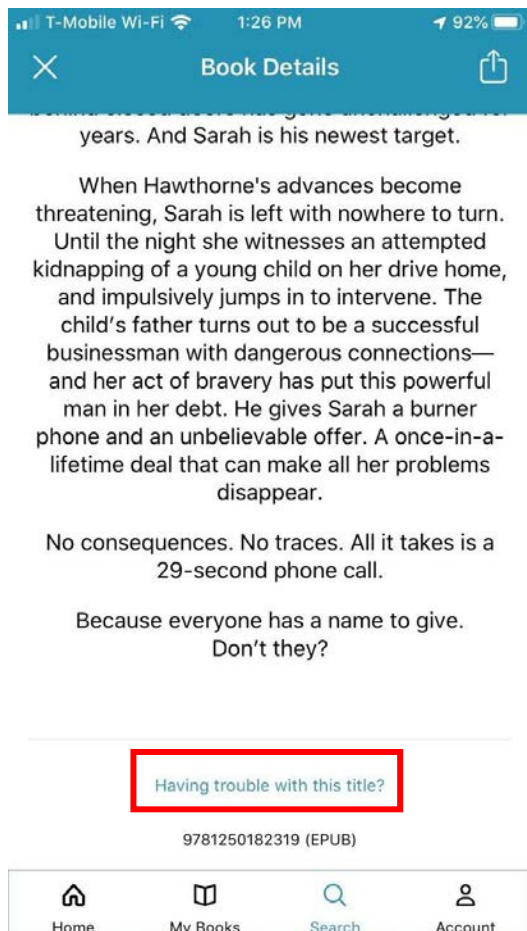 T-Mobile Wi-Fi 1:26 PM 92%
Book Details
years. And Sarah is his newest target.
When Hawthorne's advances become
threatening, Sarah is left with nowhere to turn.
Until the night she witnesses an attempted
kidnapping of a young child on her drive home,
and impulsively jumps in to intervene. The
child’s father turns out to be a successful
businessman with dangerous connections—
and her act of bravery has put this powerful
man in her debt. He gives Sarah a burner
phone and an unbelievable offer. A once-in-a-
lifetime deal that can make all her problems
disappear.
No consequences. No traces. All it takes is a
29-second phone call.
Because everyone has a name to give.
Don’t they?
Having trouble with this title?
9781250182319 (EPUB)
Home My Books Search Account